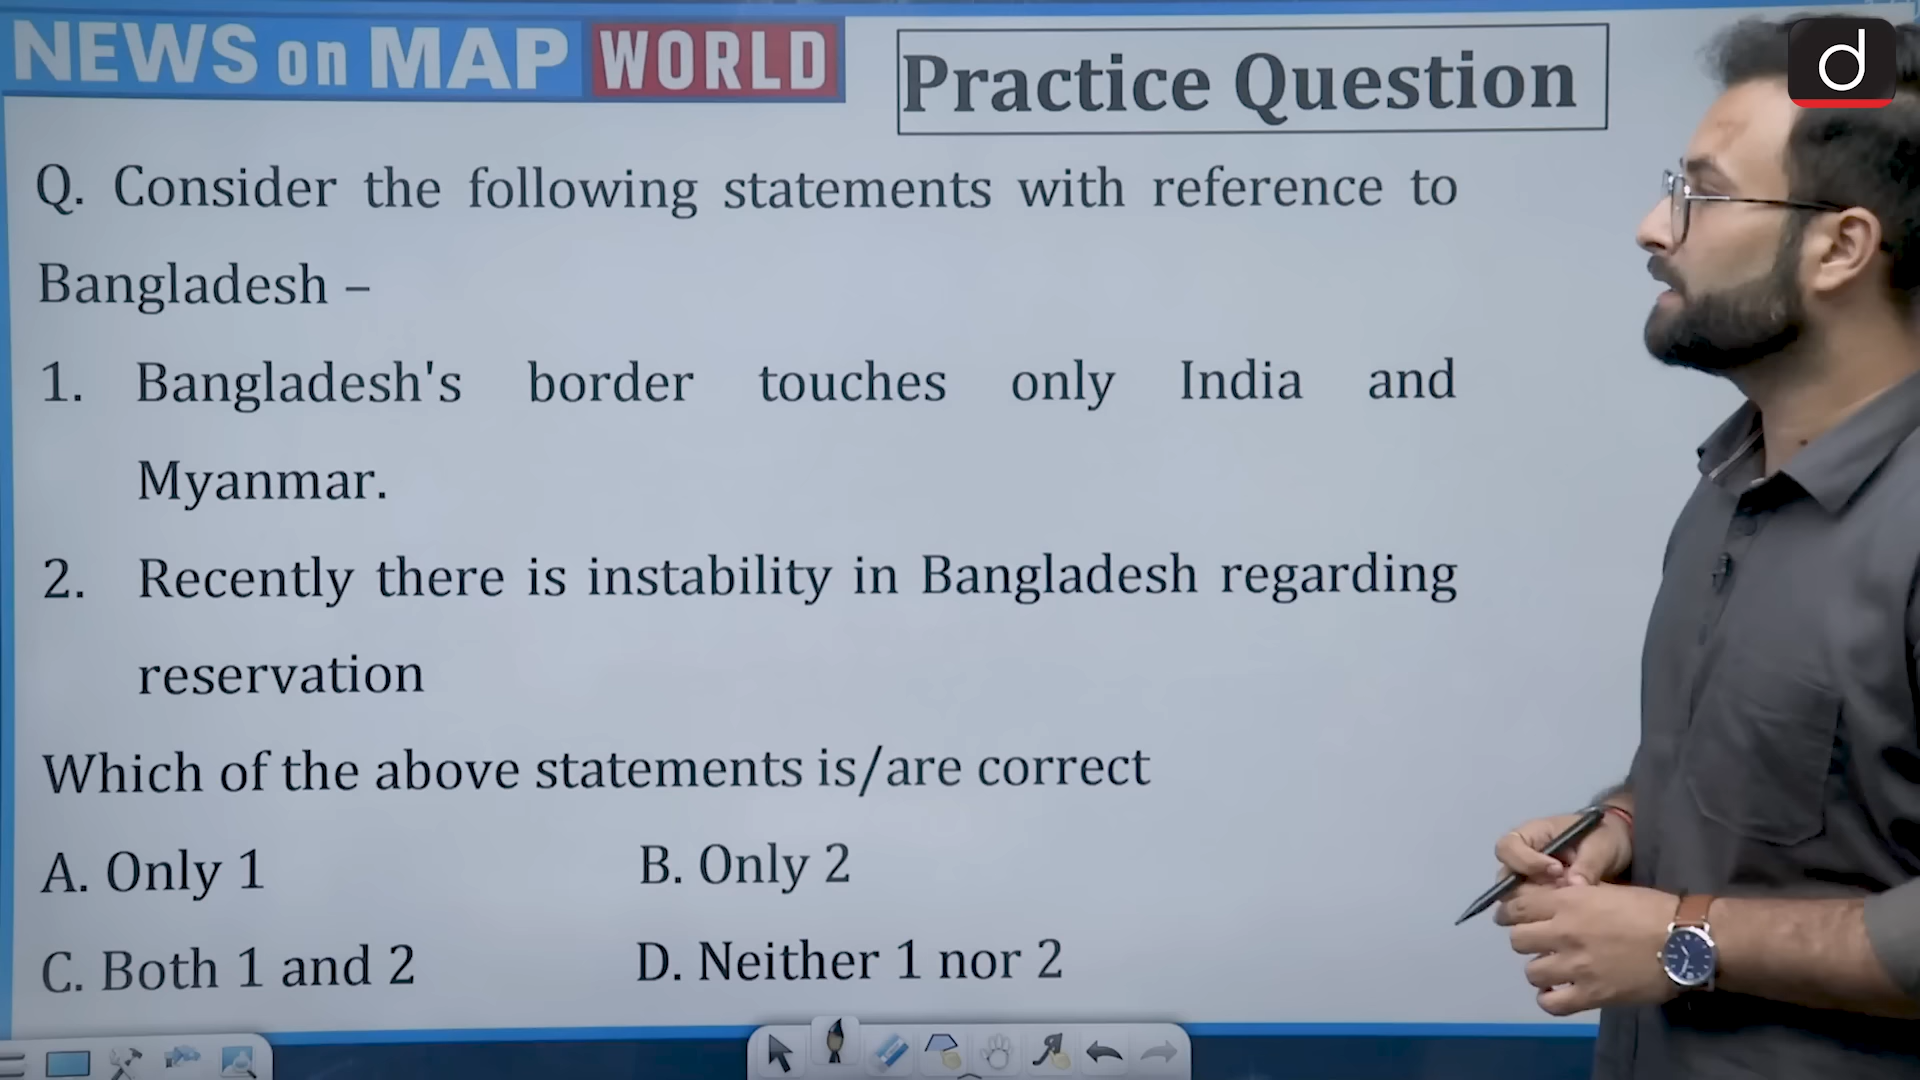 NEWS on MAP WORLD
Practice Question
d
Q. Consider the following statements with reference to
Bangladesh –
1. Bangladesh's border touches only India and
Myanmar.
2. Recently there is instability in Bangladesh regarding
reservation
Which of the above statements is/are correct
A. Only 1 B. Only 2
C. Both 1 and 2 D. Neither 1 nor 2